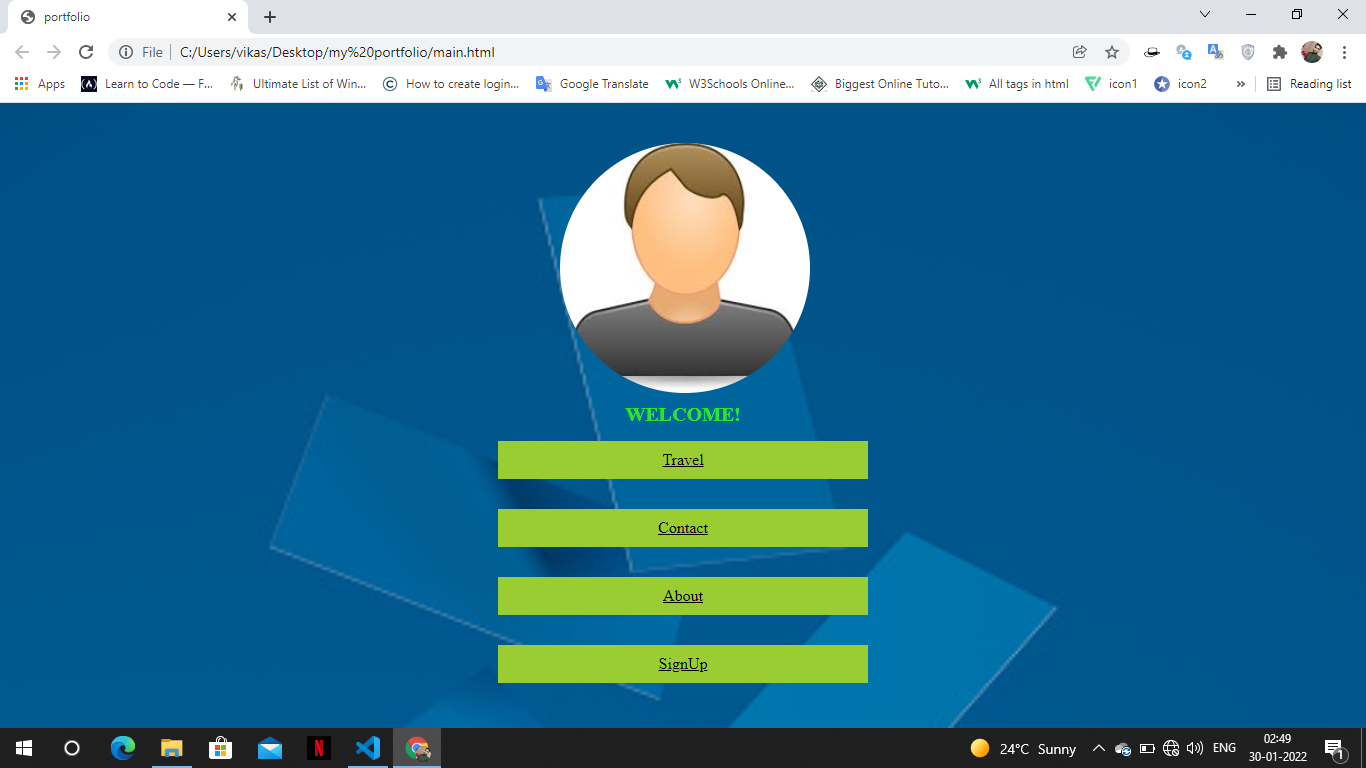 portfolio
File C:/Users/vikas/Desktop/my%20portfolio/main.html
Apps Learn to Code — F... Ultimate List of Win... How to create login... Google Translate W3Schools Online... Biggest Online Tuto... All tags in html icon1 icon2 » Reading list
WELCOME!
Travel
Contact
About
SignUp
24°C Sunny ENG 02:49
30-01-2022
1